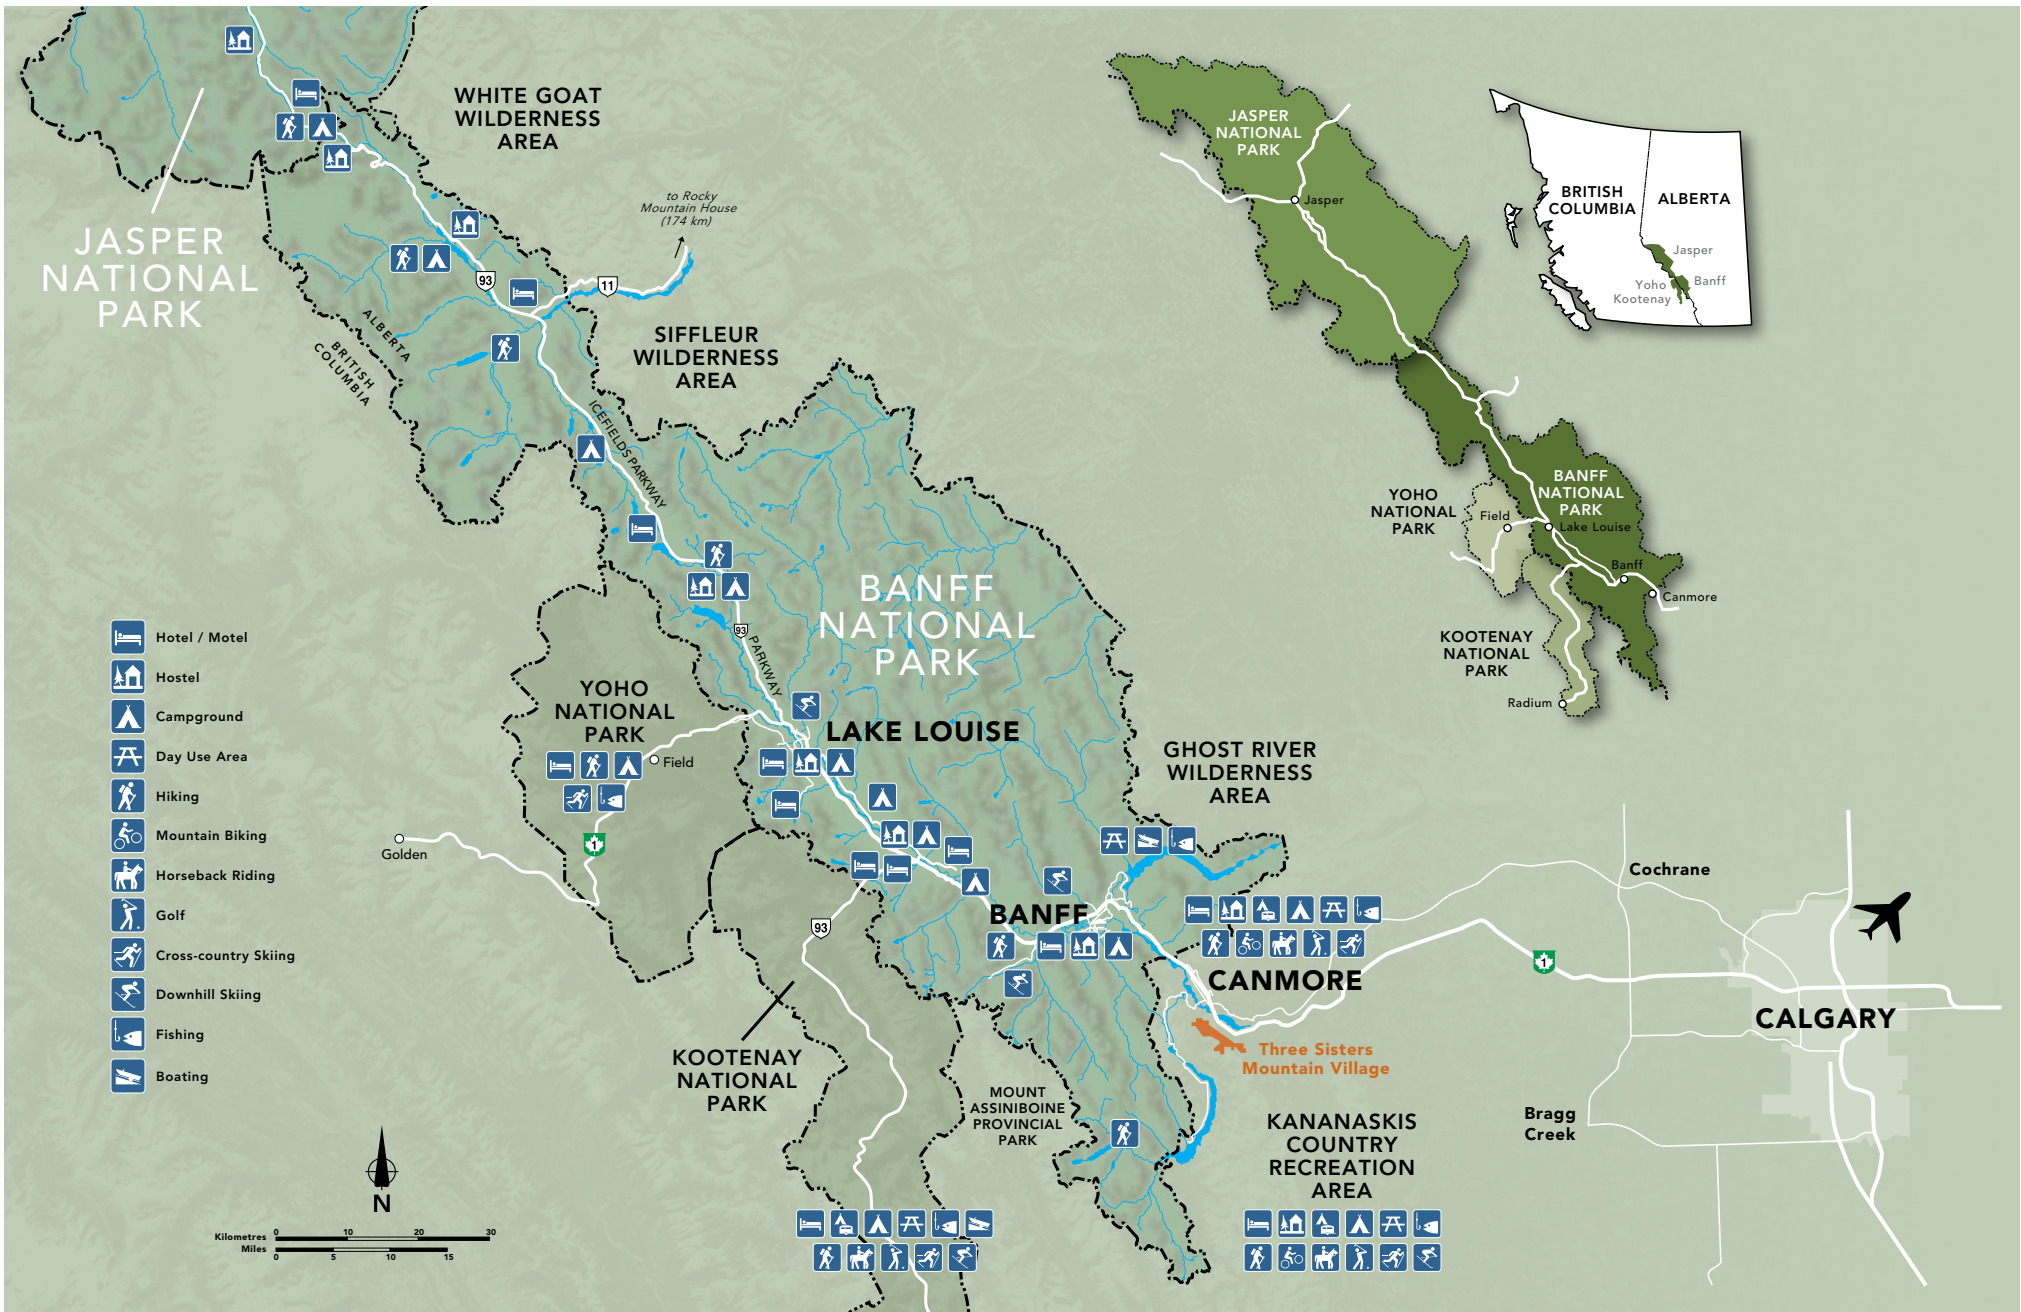 WHITE GOAT
WILDERNESS
AREA
to Rocky
Mountain House
(174 km)
JASPER
NATIONAL
PARK
93
11
ALBERTA
BRITISH
COLUMBIA
SIFFLEUR
WILDERNESS
AREA
ICEFIELDS PARKWAY
BANFF
NATIONAL
PARK
93
PARKWAY
YOHO
NATIONAL
PARK
Field
LAKE LOUISE
GHOST RIVER
WILDERNESS
AREA
1
Golden
93
BANFF
CANMORE
Three Sisters
Mountain Village
KOOTENAY
NATIONAL
PARK
MOUNT
ASSINIBOINE
PROVINCIAL
PARK
KANANASKIS
COUNTRY
RECREATION
AREA
Cochrane
1
CALGARY
Bragg
Creek
JASPER
NATIONAL
PARK
Jasper
YOHO
NATIONAL
PARK
Field
BANFF
NATIONAL
PARK
Lake Louise
Banff
Canmore
KOOTENAY
NATIONAL
PARK
Radium
BRITISH
COLUMBIA
ALBERTA
Jasper
Banff
Yoho
Kootenay
Hotel / Motel
Hostel
Campground
Day Use Area
Hiking
Mountain Biking
Horseback Riding
Golf
Cross-country Skiing
Downhill Skiing
Fishing
Boating
N
Kilometres 0 10 20 30
Miles 0 5 10 15